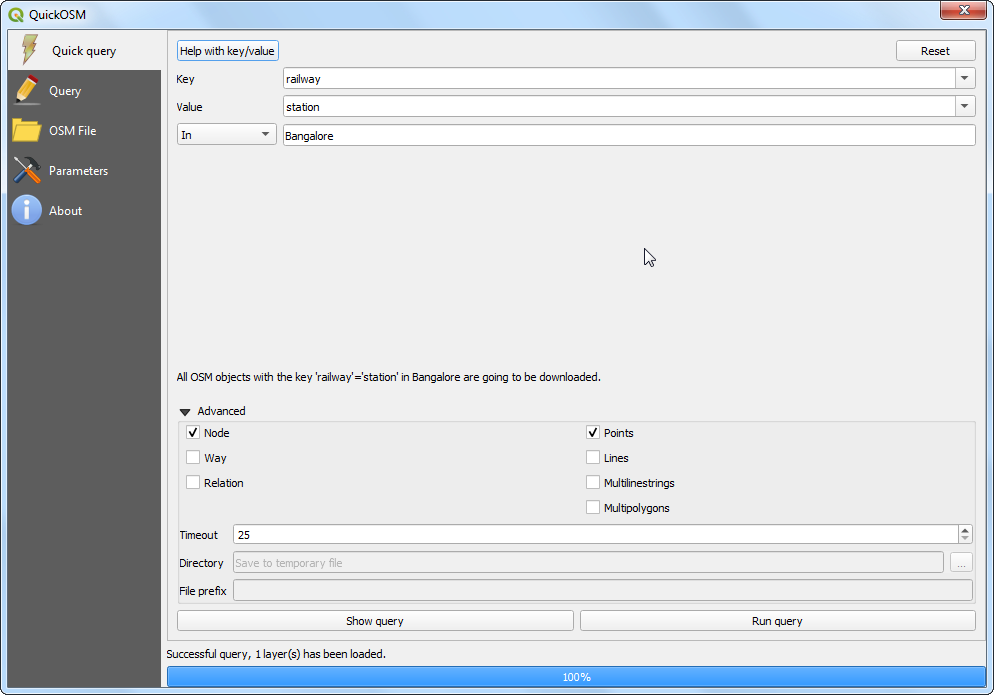 QuickOSM
Quick query
Query
OSM File
Parameters
About
Help with key/value
Reset
Key
railway
Value
station
In
Bangalore
All OSM objects with the key 'railway'='station' in Bangalore are going to be downloaded.
Advanced
Node
Points
Way
Lines
Relation
Multilinestrings
Multipolygons
Timeout
25
Directory
Save to temporary file
...
File prefix
Show query
Run query
Successful query, 1 layer(s) has been loaded.
100%